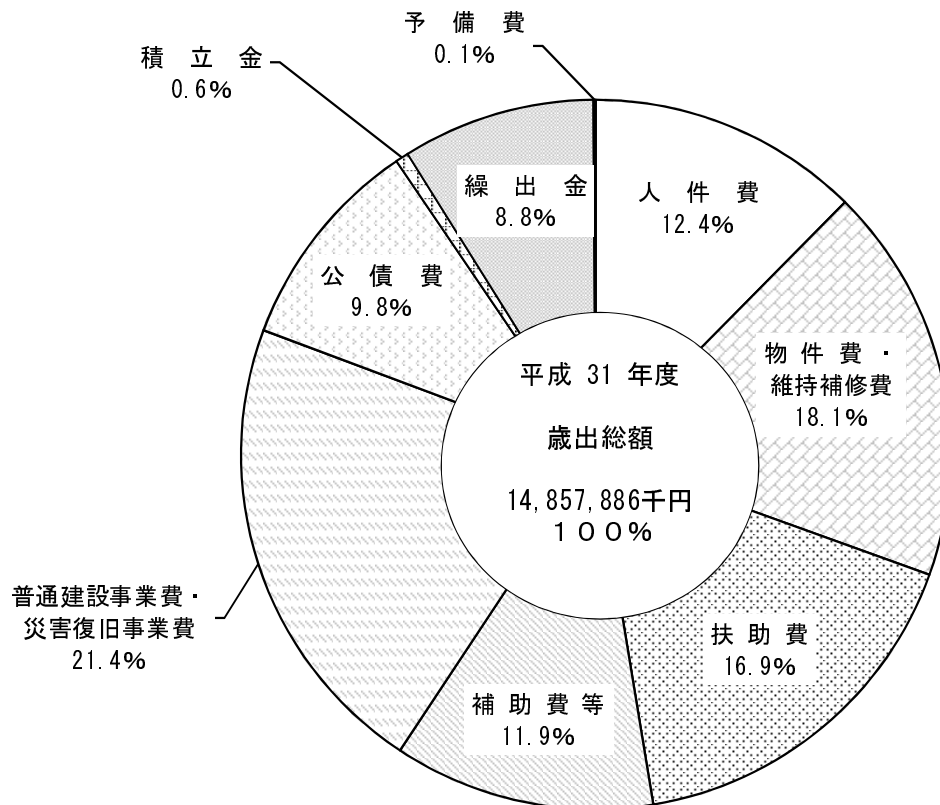 予備費
0.1%
積立金
0.6%
繰出金
8.8%
人件費
12.4%
公債費
9.8%
物件費・
維持補修費
18.1%
平成 31 年度
歳出総額
14,857,886千円
１００%
普通建設事業費・
災害復旧事業費
21.4%
扶助費
16.9%
補助費等
11.9%